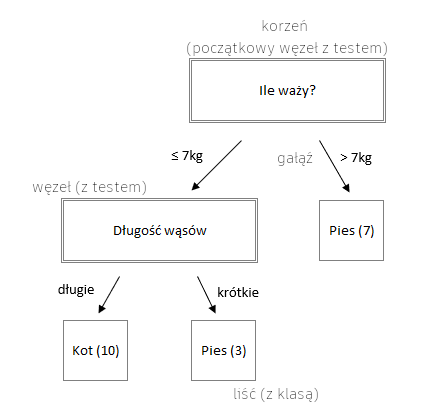 korzeń
(początkowy węzeł z testem)
Ile waży?
≤ 7kg
gałąź
> 7kg
węzeł (z testem)
Długość wąsów
Pies (7)
długie
krótkie
Kot (10)
Pies (3)
liść (z klasą)